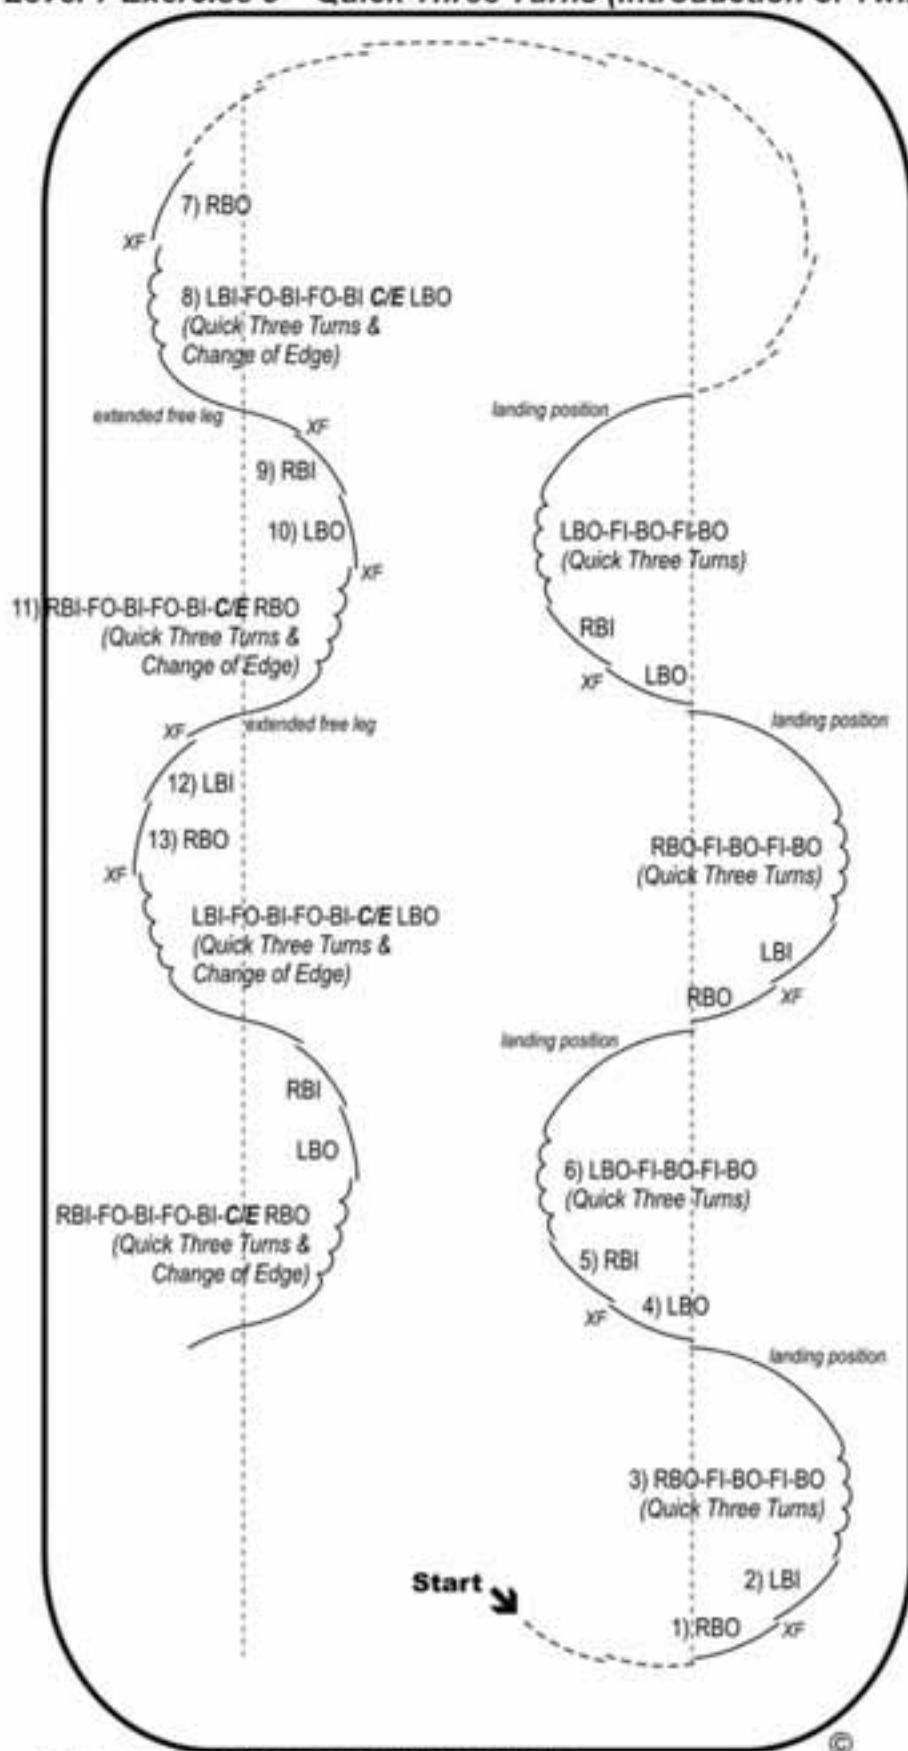 7) RBO
XF
8) LBI-FO-BI-FO-BI C/E LBO
(Quick Three Turns &
Change of Edge)
extended free leg
XF
9) RBI
10) LBO
XF
11) RBI-FO-BI-FO-BI-C/E RBO
(Quick Three Turns &
Change of Edge)
XF
extended free leg
12) LBI
13) RBO
XF
LBI-FO-BI-FO-BI-C/E LBO
(Quick Three Turns &
Change of Edge)
RBI
LBO
RBI-FO-BI-FO-BI-C/E RBO
(Quick Three Turns &
Change of Edge)
landing position
LBO-FI-BO-FI-BO
(Quick Three Turns)
RBI
XF
LBO
landing position
RBO-FI-BO-FI-BO
(Quick Three Turns)
LBI
RBO
XF
landing position
6) LBO-FI-BO-FI-BO
(Quick Three Turns)
5) RBI
4) LBO
XF
landing position
3) RBO-FI-BO-FI-BO
(Quick Three Turns)
2) LBI
1) RBO
XF
Start
©